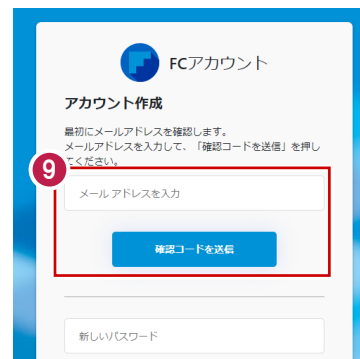 FCアカウント
アカウント作成
最初にメールアドレスを確認します。
メールアドレスを入力して、「確認コードを送信」を押し
てください。
9
メール アドレスを入力
確認コードを送信
新しいパスワード